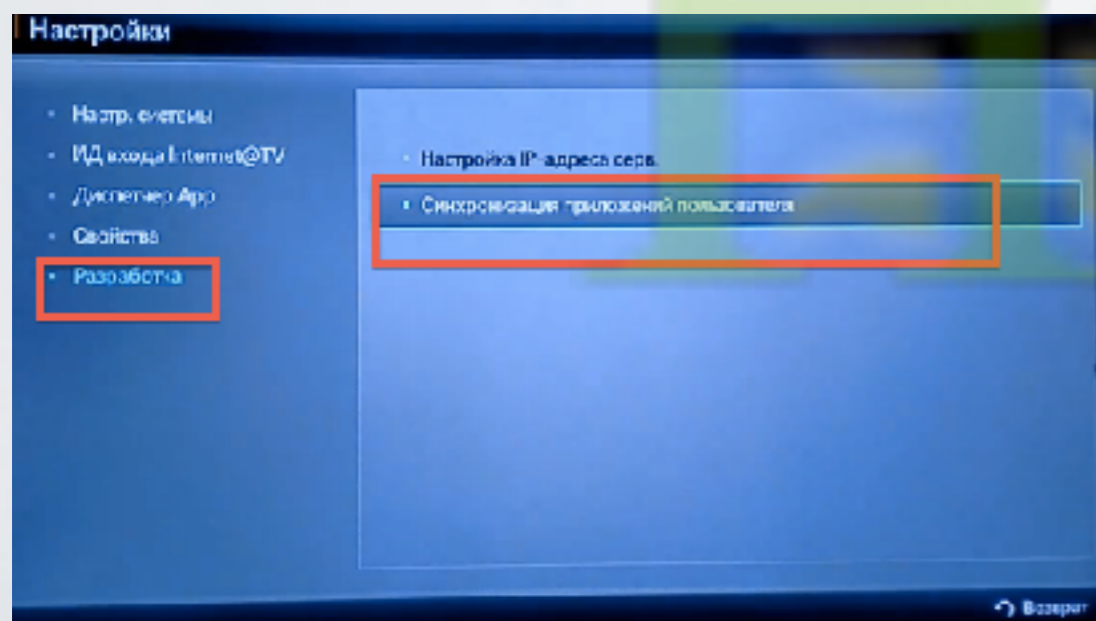 Настройки
Настр. системы
ИД входа Internet@TV
Диспетчер App
Свойства
Разработка
Настройка IP-адреса серв.
Синхронизация приложений пользователя
Возврат